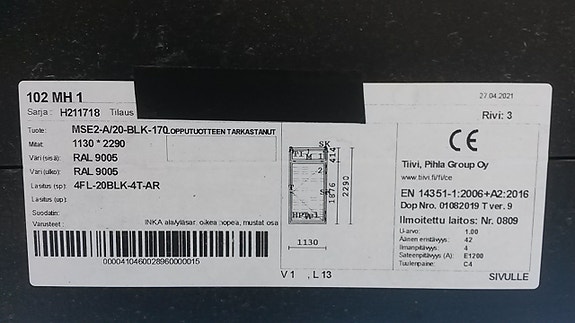 102 MH 1
27.04.2021
Sarja: H211718 Tilaus
Rivi: 3
Tuote: MSE2-A/20-BLK-170
LOPPUTUOTTEEN TARKASTANUT
Mitat: 1130 * 2290
Väri (sisä): RAL 9005
Väri (ulko): RAL 9005
Lasitus (sp): 4FL-20BLK-4T-AR
Lasitus (up):
Suodatin:
Varusteet: INKA ala/yläsar: oikea nopea, mustat osa
00004104600289600000015
SK
414
M 1
2
1876
2290
1130
V 1 , L 13
CE
Tiivi, Pihla Group Oy
www.tiivi.fi/fi/ce
EN 14351-1:2006+A2:2016
Dop Nro. 01082019 T ver. 9
Ilmoitettu laitos: Nr. 0809
U-arvo: 1.00
Äänen eristävyys: 42
Ilmanpitävyys: 4
Sateenpitävyys (A): E1200
Tuulenpaine: C4
SIVULLE